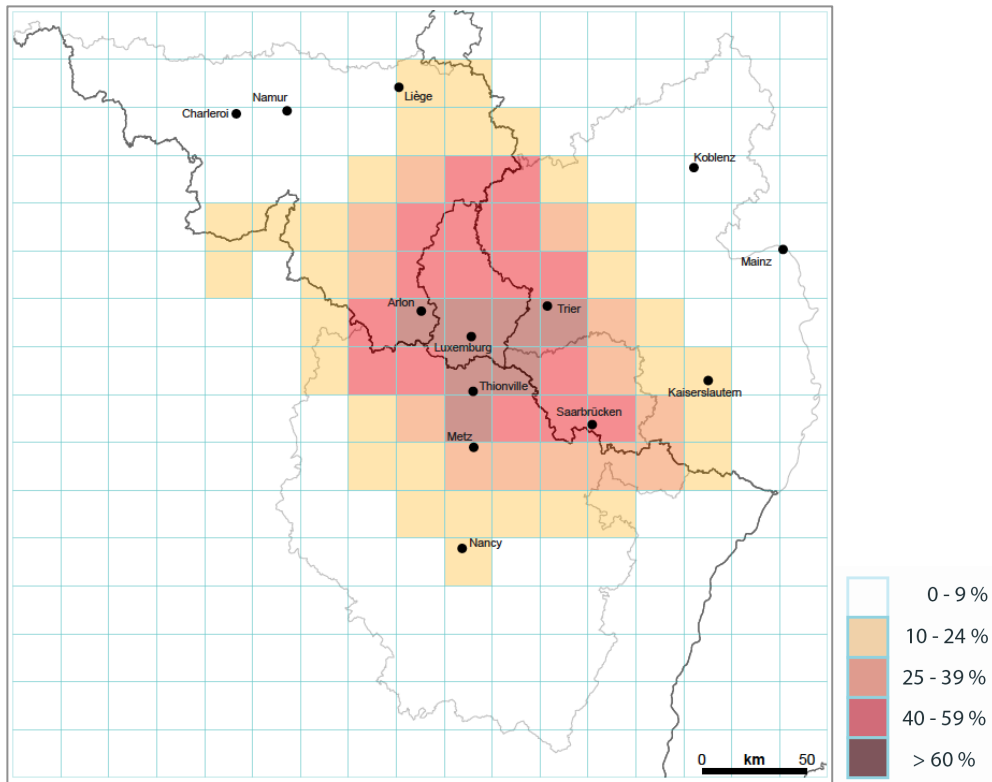 Liège
Namur
Charleroi
Koblenz
Mainz
Arlon
Trier
Luxemburg
Thionville
Kaiserslautern
Saarbrücken
Metz
Nancy
0 - 9 %
10 - 24 %
25 - 39 %
40 - 59 %
> 60 %
0 km 50